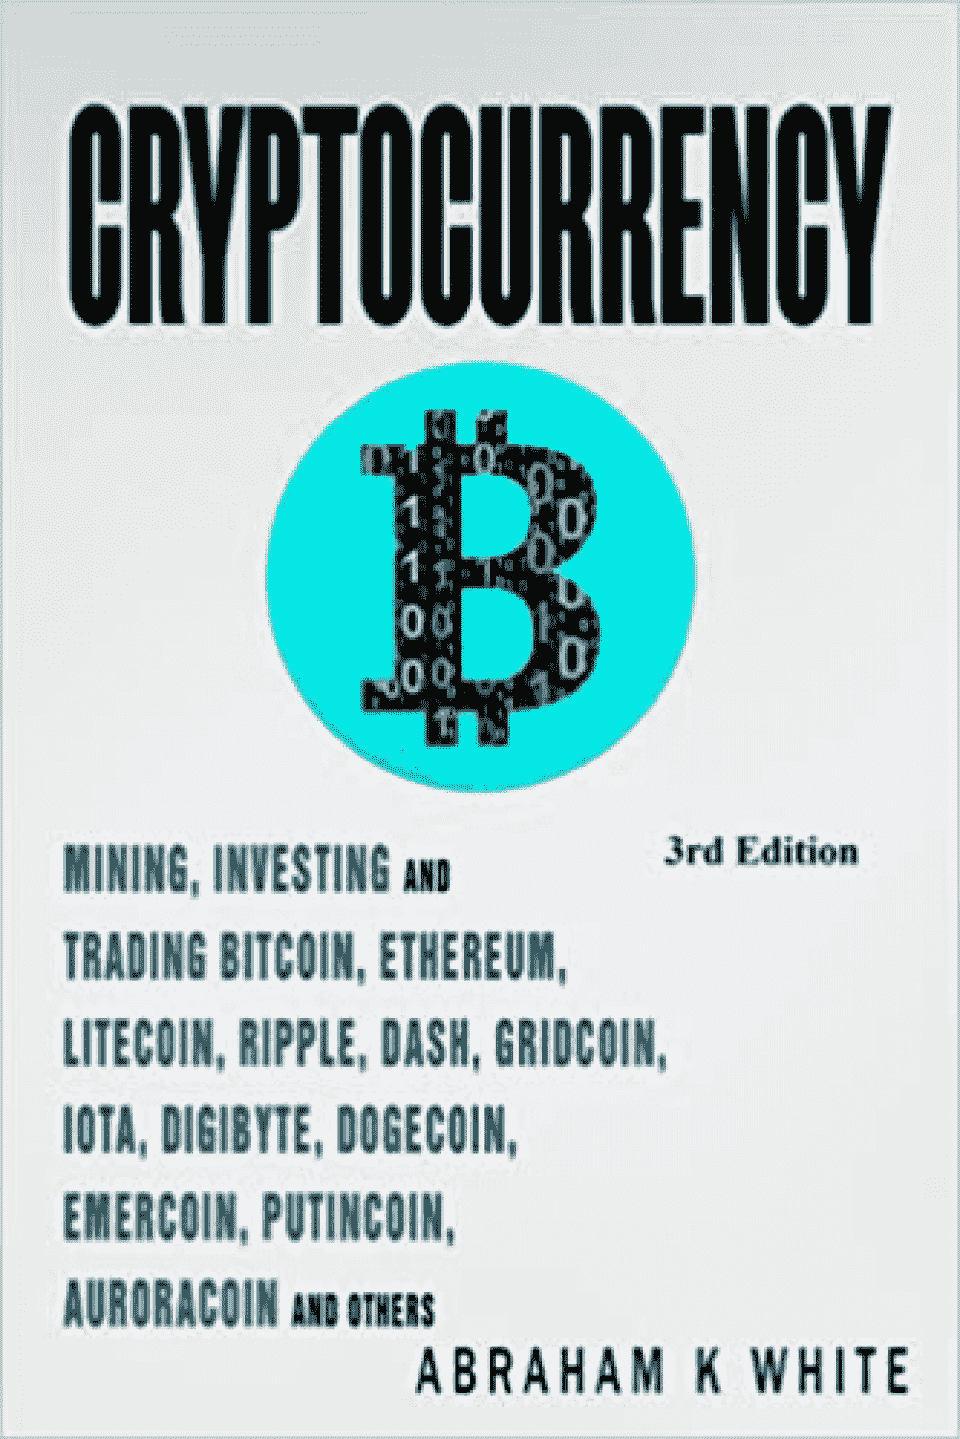 CRYPTOCURRENCY
3rd Edition
MINING, INVESTING AND
TRADING BITCOIN, ETHEREUM,
LITECOIN, RIPPLE, DASH, GRIDCOIN,
IOTA, DIGIBYTE, DOGECOIN,
EMERCOIN, PUTINCOIN,
AURORACOIN AND OTHERS
ABRAHAM K WHITE